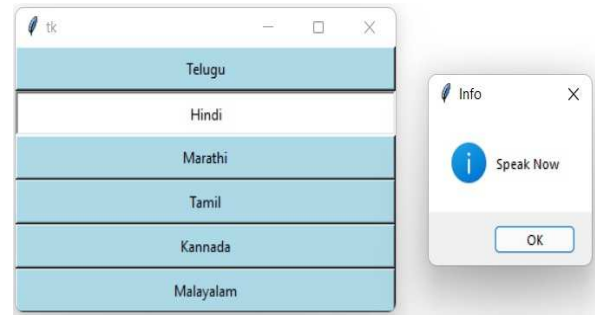 tk
Telugu
Hindi
Marathi
Tamil
Kannada
Malayalam
Info
Speak Now
OK